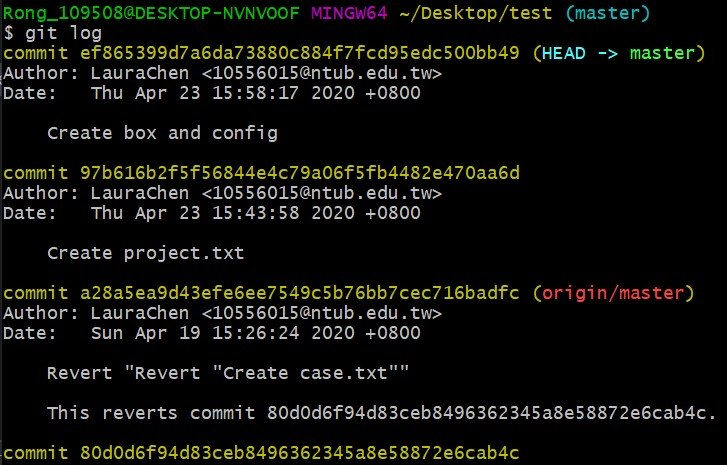 Rong_109508@DESKTOP-NVNVOOF MINGW64 ~/Desktop/test (master)
$ git log
commit ef865399d7a6da73880c884f7fcd95edc500bb49 (HEAD -> master)
Author: LauraChen <10556015@ntub.edu.tw>
Date:   Thu Apr 23 15:58:17 2020 +0800
    Create box and config
commit 97b616b2f5f56844e4c79a06f5fb4482e470aa6d
Author: LauraChen <10556015@ntub.edu.tw>
Date:   Thu Apr 23 15:43:58 2020 +0800
    Create project.txt
commit a28a5ea9d43efe6ee7549c5b76bb7cec716badfc (origin/master)
Author: LauraChen <10556015@ntub.edu.tw>
Date:   Sun Apr 19 15:26:24 2020 +0800
    Revert "Revert "Create case.txt""
    This reverts commit 80d0d6f94d83ceb8496362345a8e58872e6cab4c.
commit 80d0d6f94d83ceb8496362345a8e58872e6cab4c